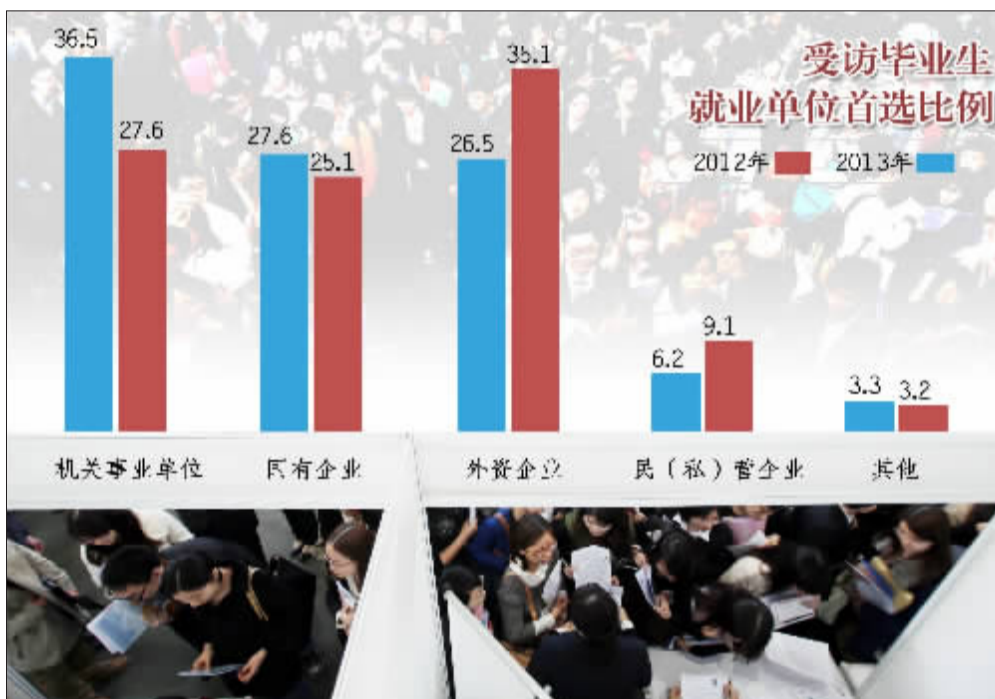 受访毕业生
就业单位首选比例
2012年 2013年
36.5 27.6 27.6 25.1 26.5 35.1 6.2 9.1 3.3 3.2
机关事业单位 国有企业 外资企业 民（私）营企业 其他